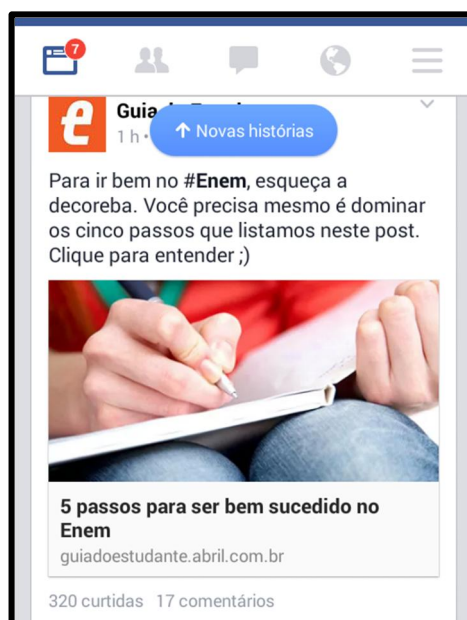 7
e
Guia
1 h •
↑ Novas histórias
Para ir bem no #Enem, esqueça a
decoreba. Você precisa mesmo é dominar
os cinco passos que listamos neste post.
Clique para entender ;)
5 passos para ser bem sucedido no
Enem
guiadoestudante.abril.com.br
320 curtidas 17 comentários